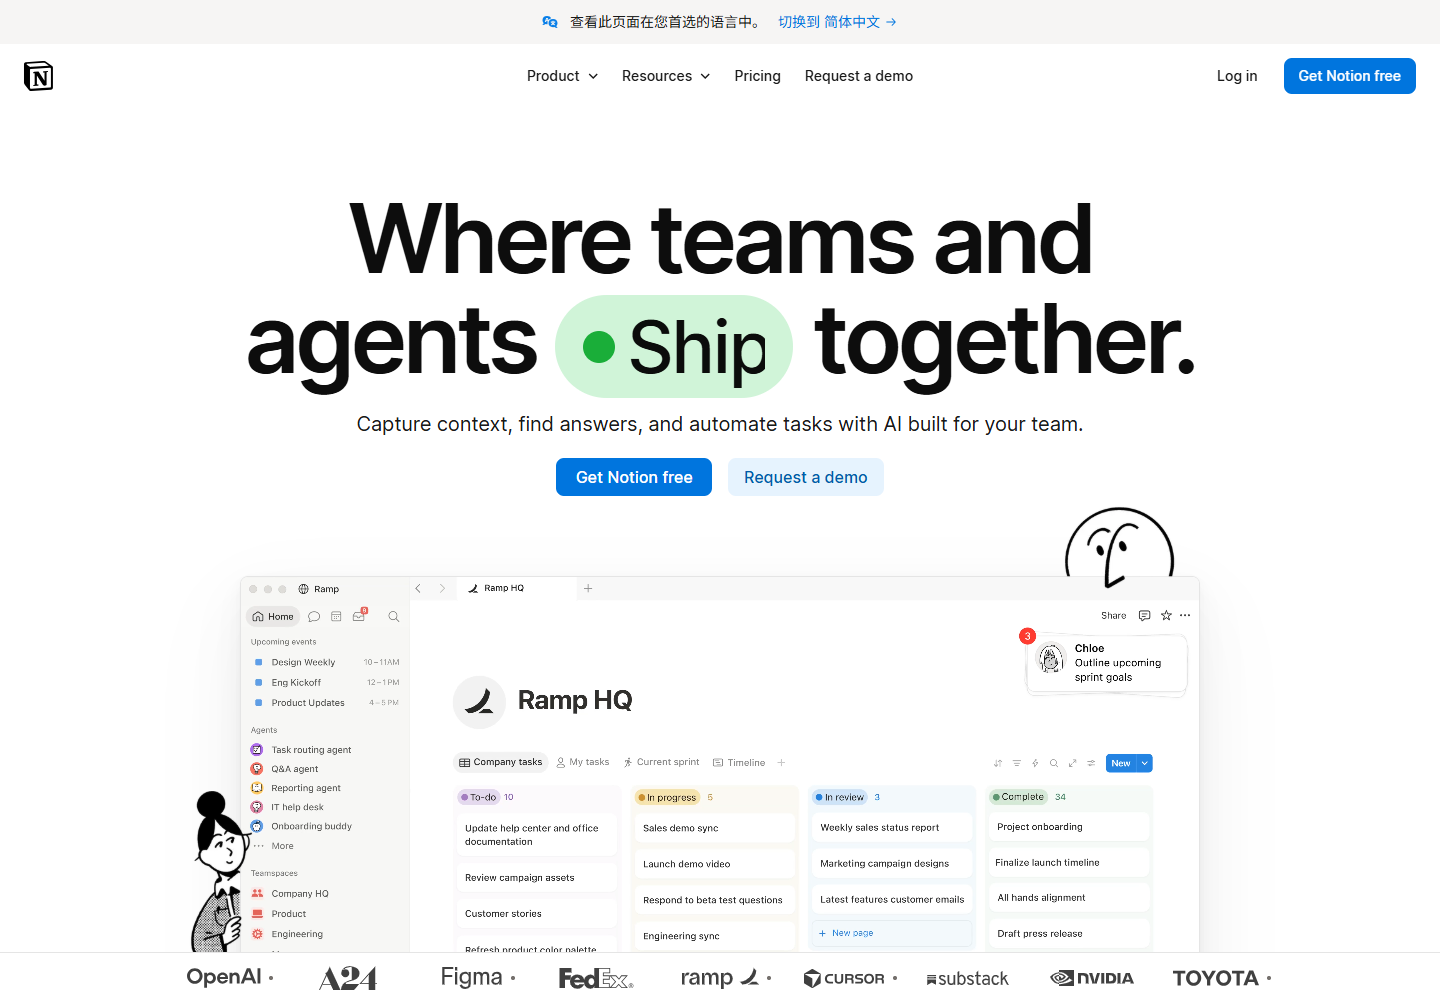 查看此页面在您首选的语言中。 切换到 简体中文 →
N
Product Resources Pricing Request a demo Log in Get Notion free
Where teams and
agents Ship together.
Capture context, find answers, and automate tasks with AI built for your team.
Get Notion free Request a demo
Ramp Ramp HQ
Home 9 Share
Upcoming events
Design Weekly 10–11AM
Eng Kickoff 12–1PM
Product Updates 4–5PM
3
Chloe
Outline upcoming
sprint goals
Ramp HQ
Agents
Task routing agent
Q&A agent
Reporting agent
IT help desk
Onboarding buddy
More
Teamspaces
Company HQ
Product
Engineering
Company tasks My tasks Current sprint Timeline New
To-do 10
Update help center and office
documentation
Review campaign assets
Customer stories
Refresh product color palette
In progress 5
Sales demo sync
Launch demo video
Respond to beta test questions
Engineering sync
In review 3
Weekly sales status report
Marketing campaign designs
Latest features customer emails
+ New page
Complete 34
Project onboarding
Finalize launch timeline
All hands alignment
Draft press release
OpenAI A24 Figma FedEx® ramp CURSOR substack NVIDIA TOYOTA